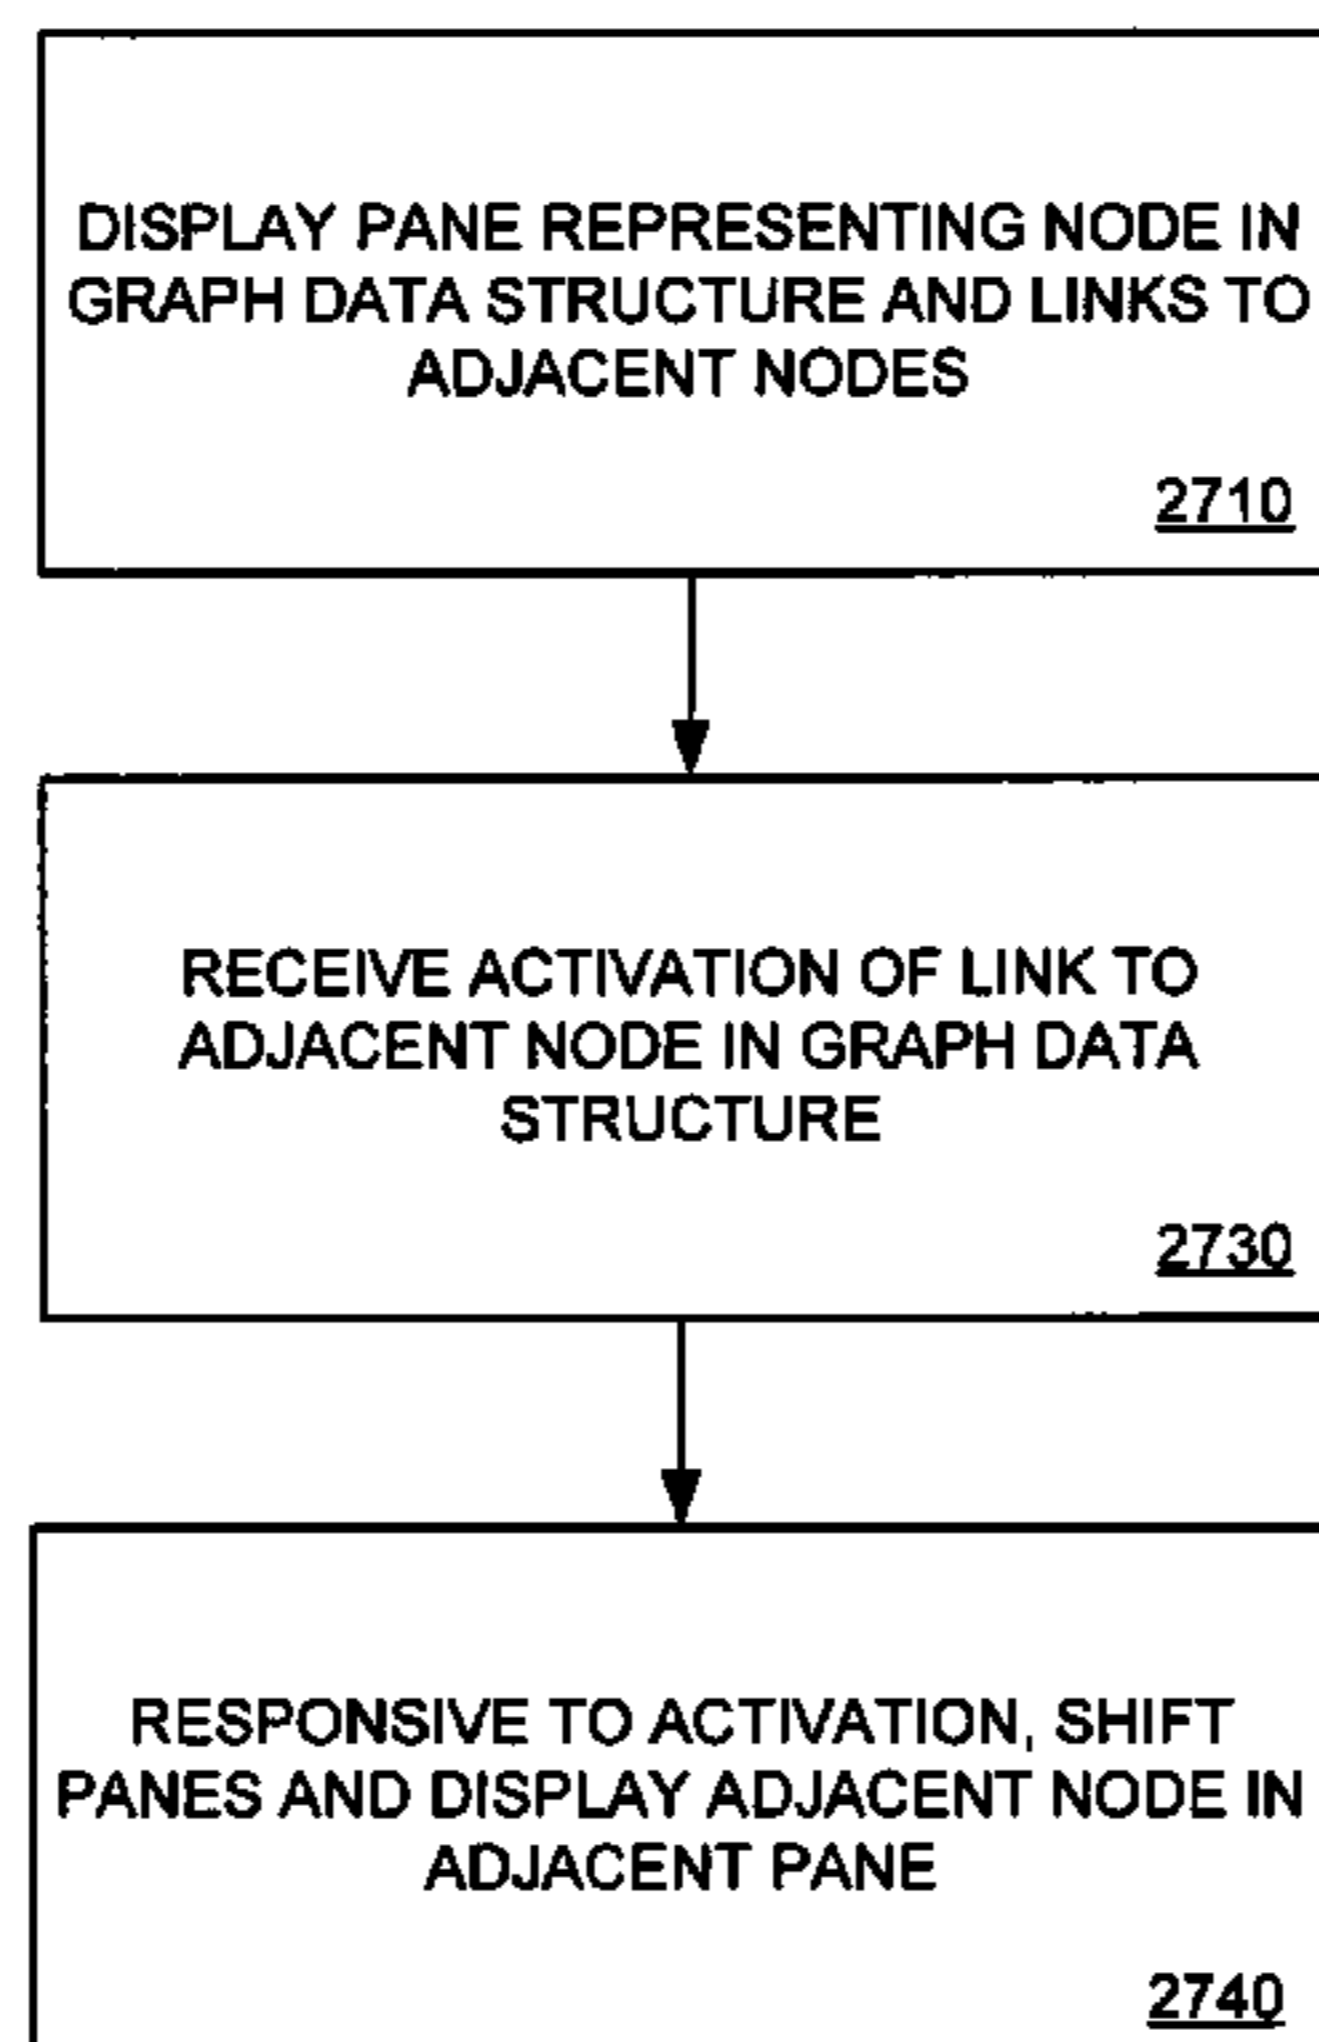 DISPLAY PANE REPRESENTING NODE IN
GRAPH DATA STRUCTURE AND LINKS TO
ADJACENT NODES
2710
RECEIVE ACTIVATION OF LINK TO
ADJACENT NODE IN GRAPH DATA
STRUCTURE
2730
RESPONSIVE TO ACTIVATION, SHIFT
PANES AND DISPLAY ADJACENT NODE IN
ADJACENT PANE
2740